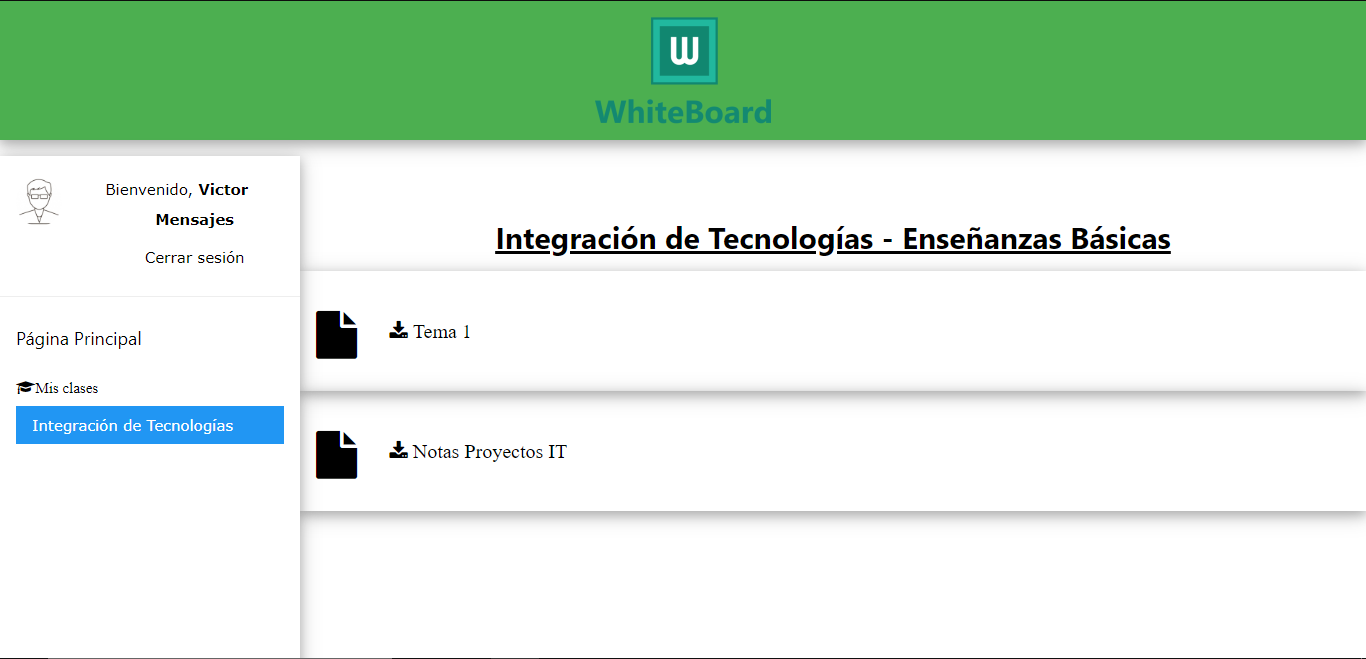 W
WhiteBoard
Bienvenido, Victor
Mensajes
Cerrar sesión
Página Principal
Mis clases
Integración de Tecnologías
Integración de Tecnologías - Enseñanzas Básicas
Tema 1
Notas Proyectos IT